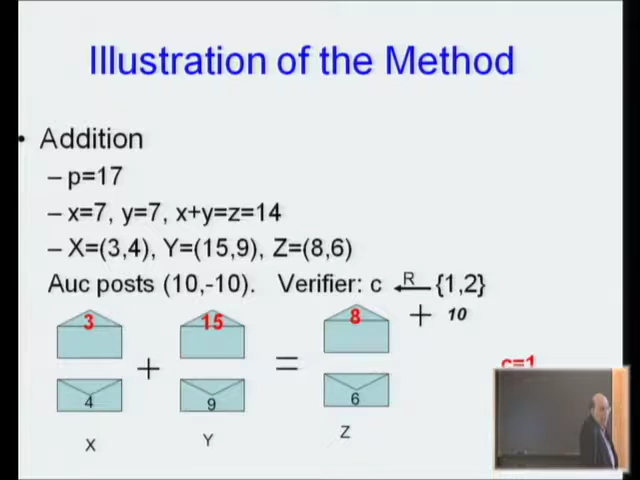 Illustration of the Method
• Addition
– p=17
– x=7, y=7, x+y=z=14
– X=(3,4), Y=(15,9), Z=(8,6)
Auc posts (10,-10). Verifier: c ←R {1,2}
3 + 15 = 8 + 10
c=1
4 9 6
X Y Z